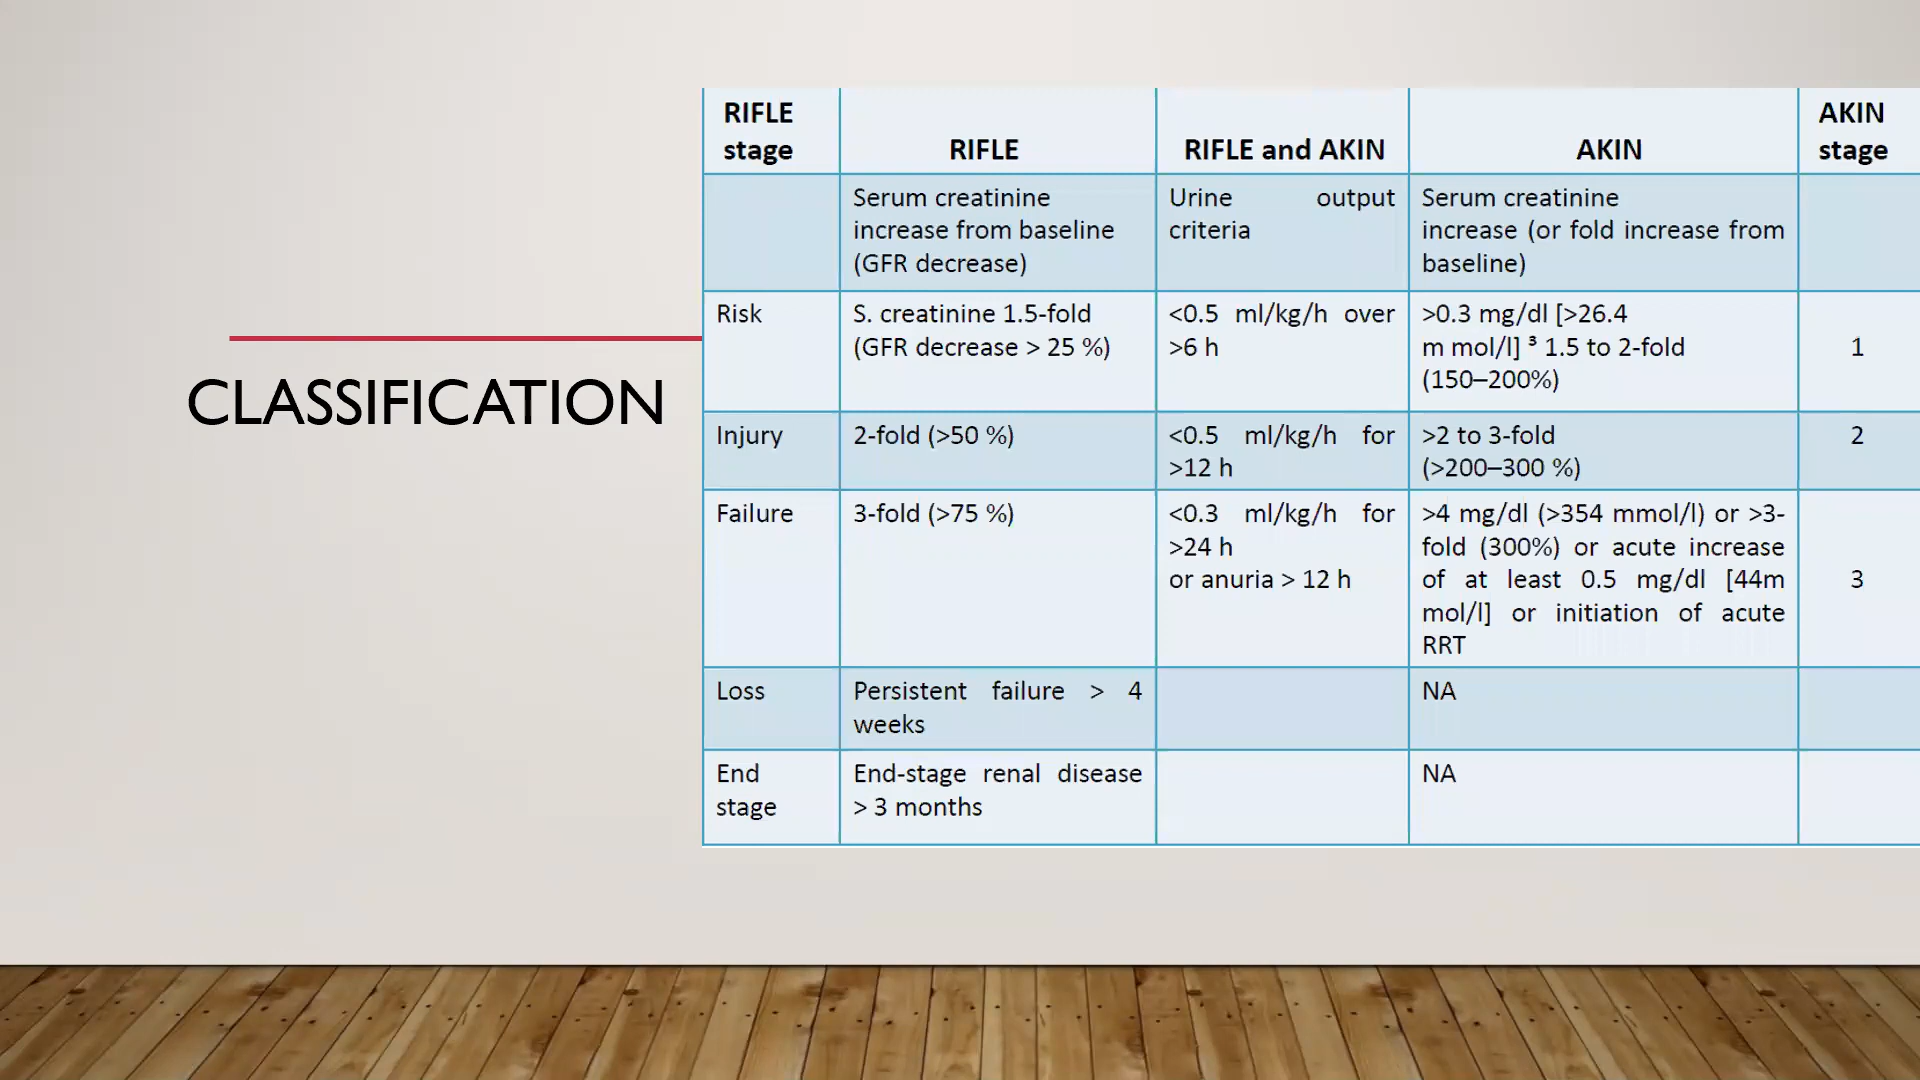 CLASSIFICATION
RIFLE
stage
RIFLE
RIFLE and AKIN
AKIN
AKIN
stage
Serum creatinine
increase from baseline
(GFR decrease)
Urine output
criteria
Serum creatinine
increase (or fold increase from
baseline)
Risk
S. creatinine 1.5-fold
(GFR decrease > 25 %)
<0.5 ml/kg/h over
>6 h
>0.3 mg/dl [>26.4
m mol/l] ³ 1.5 to 2-fold
(150–200%)
1
Injury
2-fold (>50 %)
<0.5 ml/kg/h for
>12 h
>2 to 3-fold
(>200–300 %)
2
Failure
3-fold (>75 %)
<0.3 ml/kg/h for
>24 h
or anuria > 12 h
>4 mg/dl (>354 mmol/l) or >3-
fold (300%) or acute increase
of at least 0.5 mg/dl [44m
mol/l] or initiation of acute
RRT
3
Loss
Persistent failure > 4
weeks
NA
End
stage
End-stage renal disease
> 3 months
NA